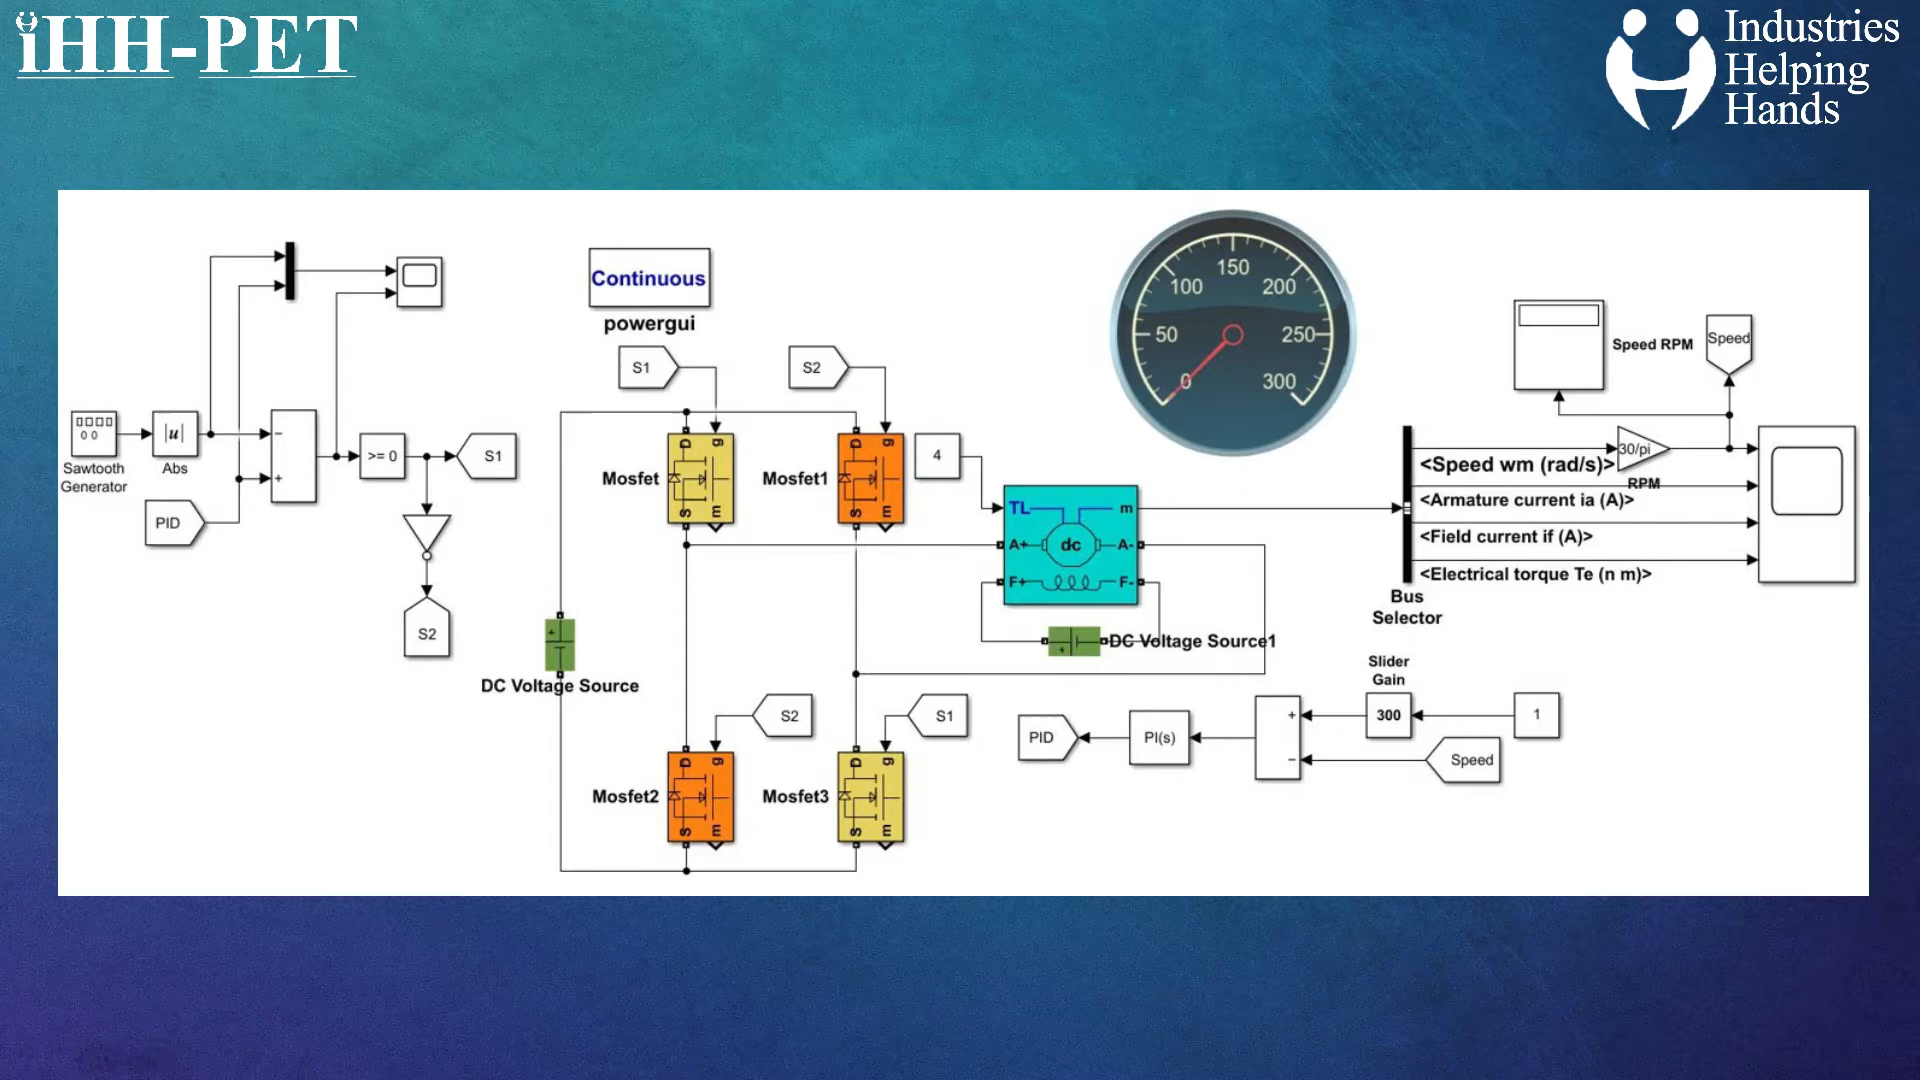 iHH-PET
Industries
Helping
Hands
Continuous
powergui
150
100
200
50
250
0
300
S1
S2
Speed RPM
Speed
Sawtooth
Generator
|u|
Abs
−
+
>= 0
S1
PID
S2
Mosfet
D
g
S
m
Mosfet1
D
g
S
m
4
TL
m
A+
dc
A-
F+
F-
30/pi
<Speed wm (rad/s)>
RPM
<Armature current ia (A)>
<Field current if (A)>
<Electrical torque Te (n m)>
Bus
Selector
+
DC Voltage Source
+
DC Voltage Source1
S2
S1
Mosfet2
D
g
S
m
Mosfet3
D
g
S
m
PID
PI(s)
+
−
Slider
Gain
300
1
Speed